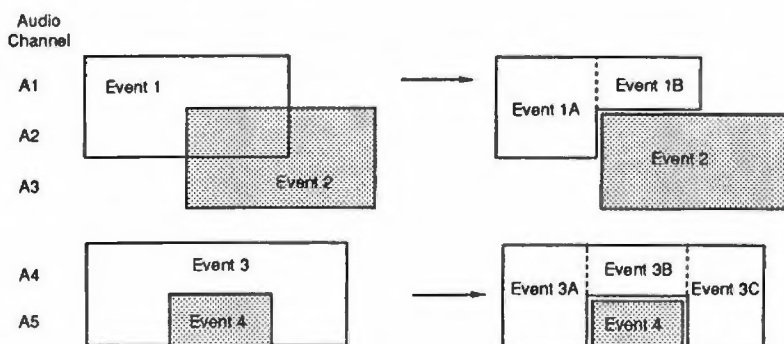 Audio
Channel
A1
Event 1
Event 1B
Event 1A
A2
Event 2
Event 2
A3
A4
Event 3
Event 3B
Event 3A
Event 3C
A5
Event 4
Event 4